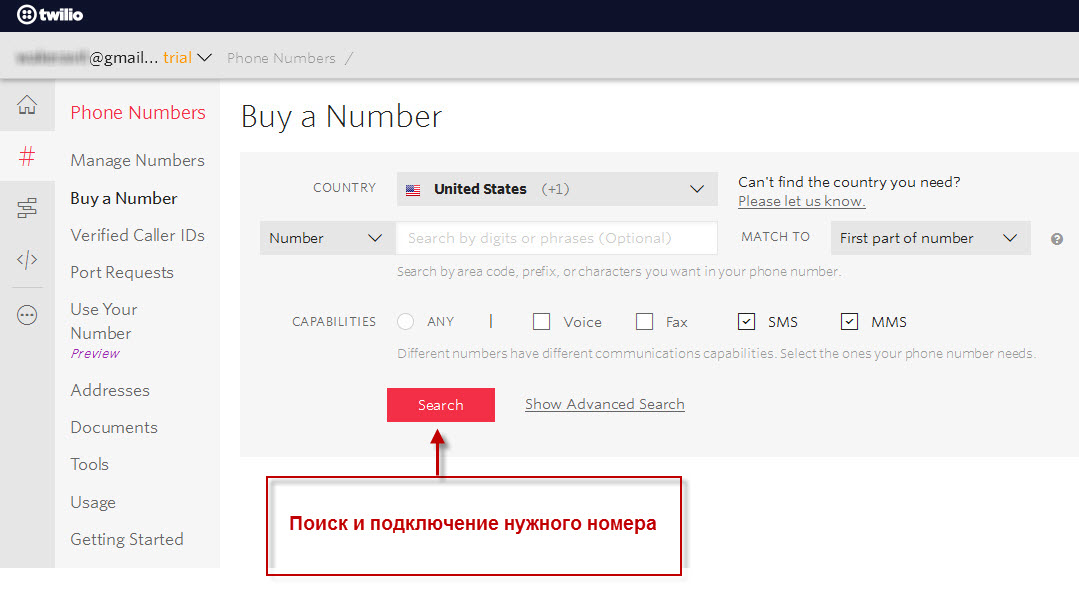 twilio
@gmail... trial
Phone Numbers /
Phone Numbers
Manage Numbers
Buy a Number
Verified Caller IDs
Port Requests
Use Your
Number
Preview
Addresses
Documents
Tools
Usage
Getting Started
Buy a Number
COUNTRY United States (+1)
Can't find the country you need?
Please let us know.
Number Search by digits or phrases (Optional) MATCH TO First part of number ?
Search by area code, prefix, or characters you want in your phone number.
CAPABILITIES ANY | Voice Fax SMS MMS
Different numbers have different communications capabilities. Select the ones your phone number needs.
Search Show Advanced Search
Поиск и подключение нужного номера